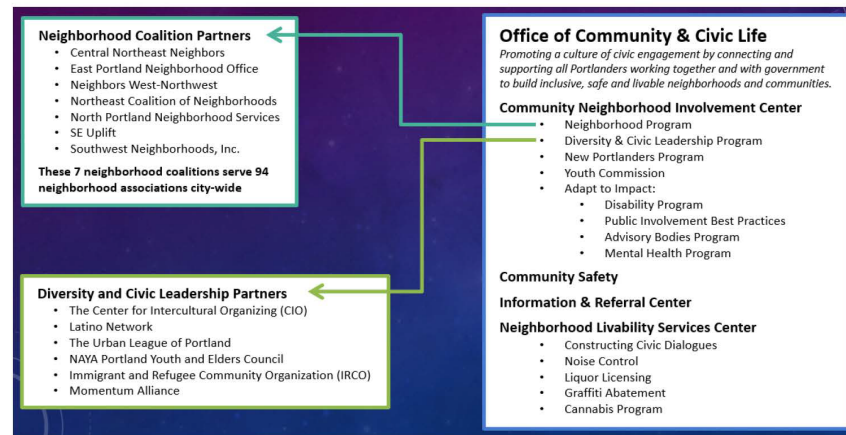 Neighborhood Coalition Partners
• Central Northeast Neighbors
• East Portland Neighborhood Office
• Neighbors West-Northwest
• Northeast Coalition of Neighborhoods
• North Portland Neighborhood Services
• SE Uplift
• Southwest Neighborhoods, Inc.
These 7 neighborhood coalitions serve 94
neighborhood associations city-wide
Diversity and Civic Leadership Partners
• The Center for Intercultural Organizing (CIO)
• Latino Network
• The Urban League of Portland
• NAYA Portland Youth and Elders Council
• Immigrant and Refugee Community Organization (IRCO)
• Momentum Alliance
Office of Community & Civic Life
Promoting a culture of civic engagement by connecting and
supporting all Portlanders working together and with government
to build inclusive, safe and livable neighborhoods and communities.
Community Neighborhood Involvement Center
• Neighborhood Program
• Diversity & Civic Leadership Program
• New Portlanders Program
• Youth Commission
• Adapt to Impact:
• Disability Program
• Public Involvement Best Practices
• Advisory Bodies Program
• Mental Health Program
Community Safety
Information & Referral Center
Neighborhood Livability Services Center
• Constructing Civic Dialogues
• Noise Control
• Liquor Licensing
• Graffiti Abatement
• Cannabis Program